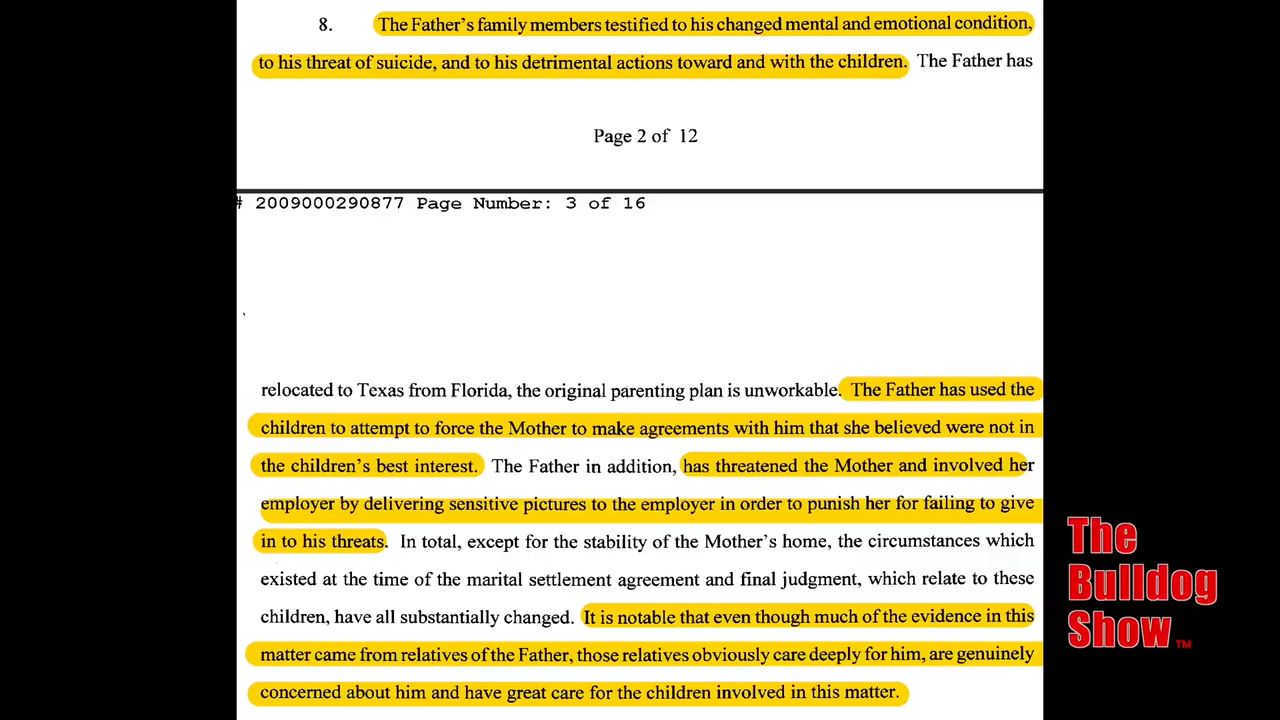 8. The Father's family members testified to his changed mental and emotional condition,
to his threat of suicide, and to his detrimental actions toward and with the children. The Father has
Page 2 of 12
# 2009000290877 Page Number: 3 of 16
relocated to Texas from Florida, the original parenting plan is unworkable. The Father has used the
children to attempt to force the Mother to make agreements with him that she believed were not in
the children's best interest. The Father in addition, has threatened the Mother and involved her
employer by delivering sensitive pictures to the employer in order to punish her for failing to give
in to his threats. In total, except for the stability of the Mother's home, the circumstances which
existed at the time of the marital settlement agreement and final judgment, which relate to these
children, have all substantially changed. It is notable that even though much of the evidence in this
matter came from relatives of the Father, those relatives obviously care deeply for him, are genuinely
concerned about him and have great care for the children involved in this matter.
The
Bulldog
Show™